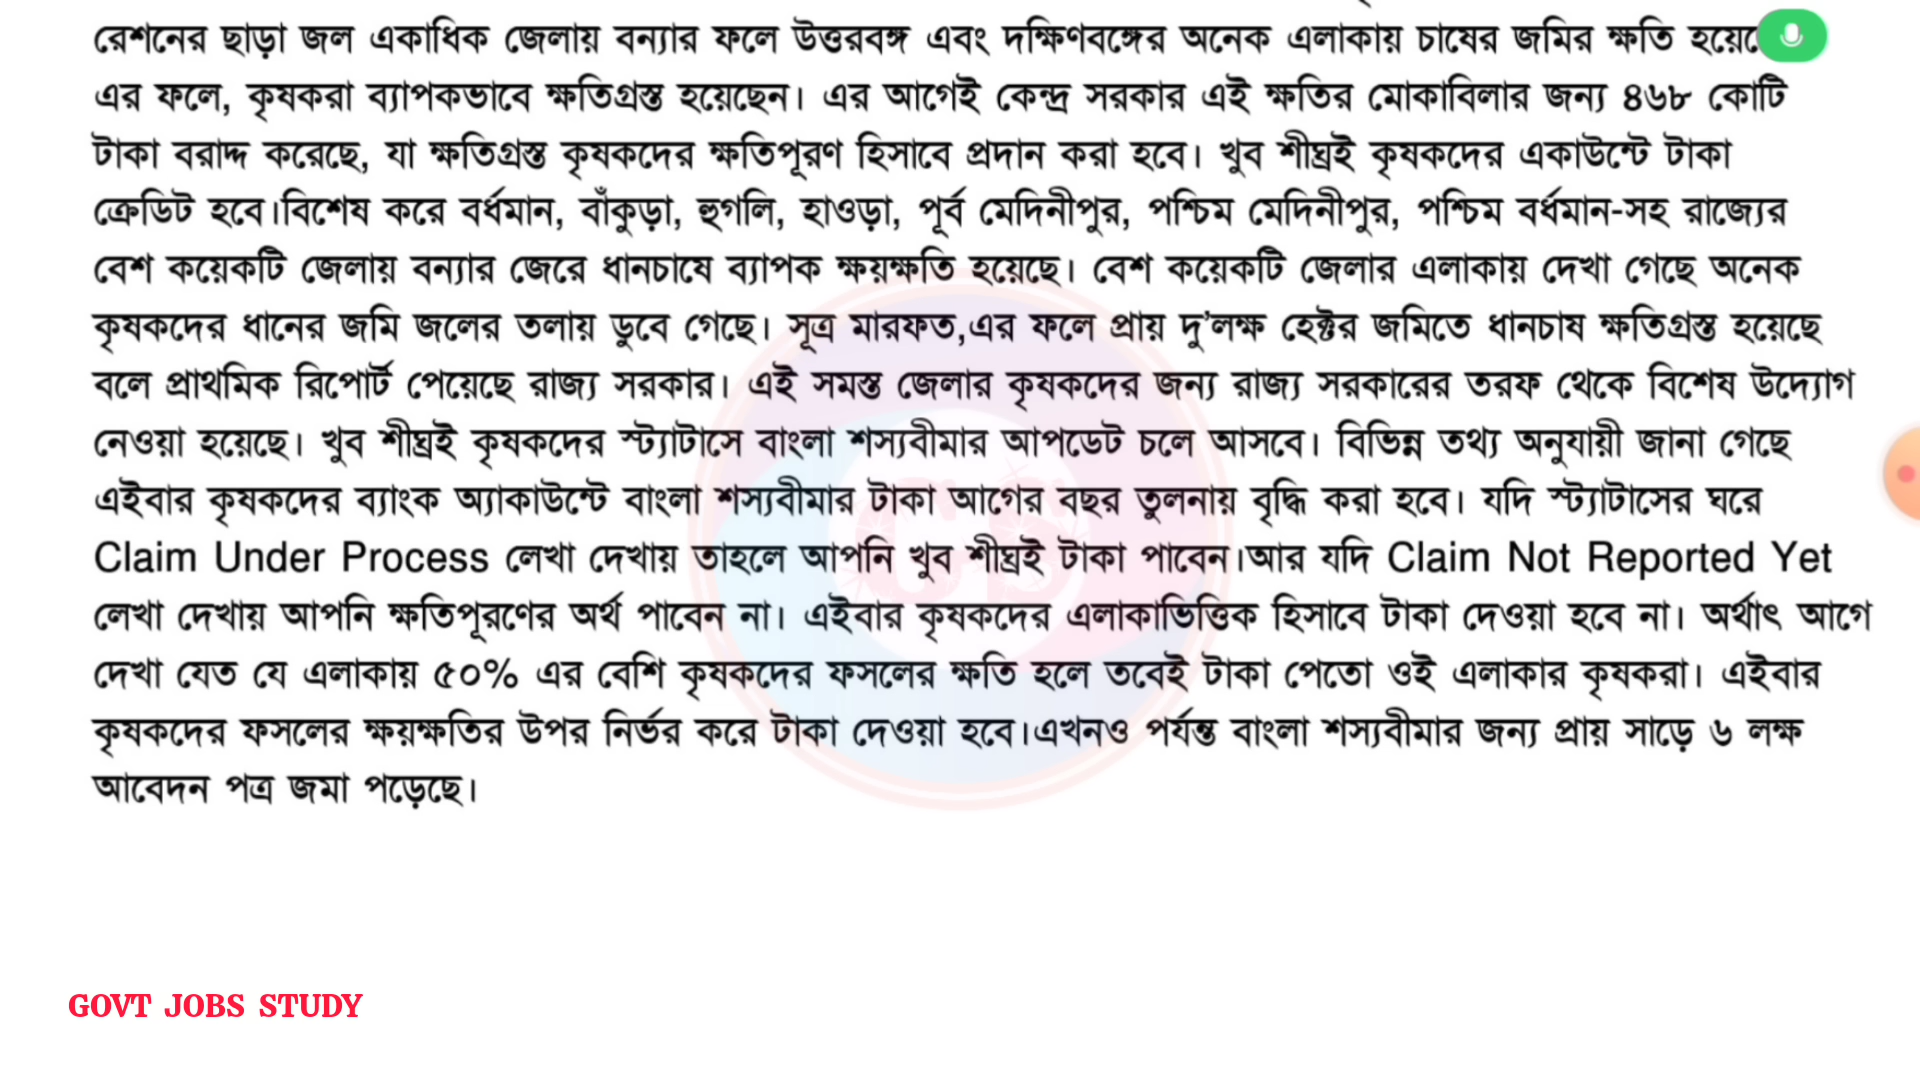 রেশনের ছাড়া জল একাধিক জেলায় বন্যার ফলে উত্তরবঙ্গ এবং দক্ষিণবঙ্গের অনেক এলাকায় চাষের জমির ক্ষতি
এর ফলে, কৃষকরা ব্যাপকভাবে ক্ষতিগ্রস্ত হয়েছেন। এর আগেই কেন্দ্র সরকার এই ক্ষতির মোকাবিলার জন্য ৪৬৮ কোটি
টাকা বরাদ্দ করেছে, যা ক্ষতিগ্রস্ত কৃষকদের ক্ষতিপূরণ হিসাবে প্রদান করা হবে। খুব শীঘ্রই কৃষকদের একাউন্টে টাকা
ক্রেডিট হবে।বিশেষ করে বর্ধমান, বাঁকুড়া, হুগলি, হাওড়া, পূর্ব মেদিনীপুর, পশ্চিম মেদিনীপুর, পশ্চিম বর্ধমান-সহ রাজ্যের
বেশ কয়েকটি জেলায় বন্যার জেরে ধানচাষে ব্যাপক ক্ষয়ক্ষতি হয়েছে। বেশ কয়েকটি জেলার এলাকায় দেখা গেছে অনেক
কৃষকদের ধানের জমি জলের তলায় ডুবে গেছে। সূত্র মারফত,এর ফলে প্রায় দু'লক্ষ হেক্টর জমিতে ধানচাষ ক্ষতিগ্রস্ত হয়েছে
বলে প্রাথমিক রিপোর্ট পেয়েছে রাজ্য সরকার। এই সমস্ত জেলার কৃষকদের জন্য রাজ্য সরকারের তরফ থেকে বিশেষ উদ্যোগ
নেওয়া হয়েছে। খুব শীঘ্রই কৃষকদের স্ট্যাটাসে বাংলা শস্যবীমার আপডেট চলে আসবে। বিভিন্ন তথ্য অনুযায়ী জানা গেছে
এইবার কৃষকদের ব্যাংক অ্যাকাউন্টে বাংলা শস্যবীমার টাকা আগের বছর তুলনায় বৃদ্ধি করা হবে। যদি স্ট্যাটাসের ঘরে
Claim Under Process লেখা দেখায় তাহলে আপনি খুব শীঘ্রই টাকা পাবেন।আর যদি Claim Not Reported Yet
লেখা দেখায় আপনি ক্ষতিপূরণের অর্থ পাবেন না। এইবার কৃষকদের এলাকাভিত্তিক হিসাবে টাকা দেওয়া হবে না। অর্থাৎ আগে
দেখা যেত যে এলাকায় ৫০% এর বেশি কৃষকদের ফসলের ক্ষতি হলে তবেই টাকা পেতো ওই এলাকার কৃষকরা। এইবার
কৃষকদের ফসলের ক্ষয়ক্ষতির উপর নির্ভর করে টাকা দেওয়া হবে।এখনও পর্যন্ত বাংলা শস্যবীমার জন্য প্রায় সাড়ে ৬ লক্ষ
আবেদন পত্র জমা পড়েছে।
GOVT JOBS STUDY